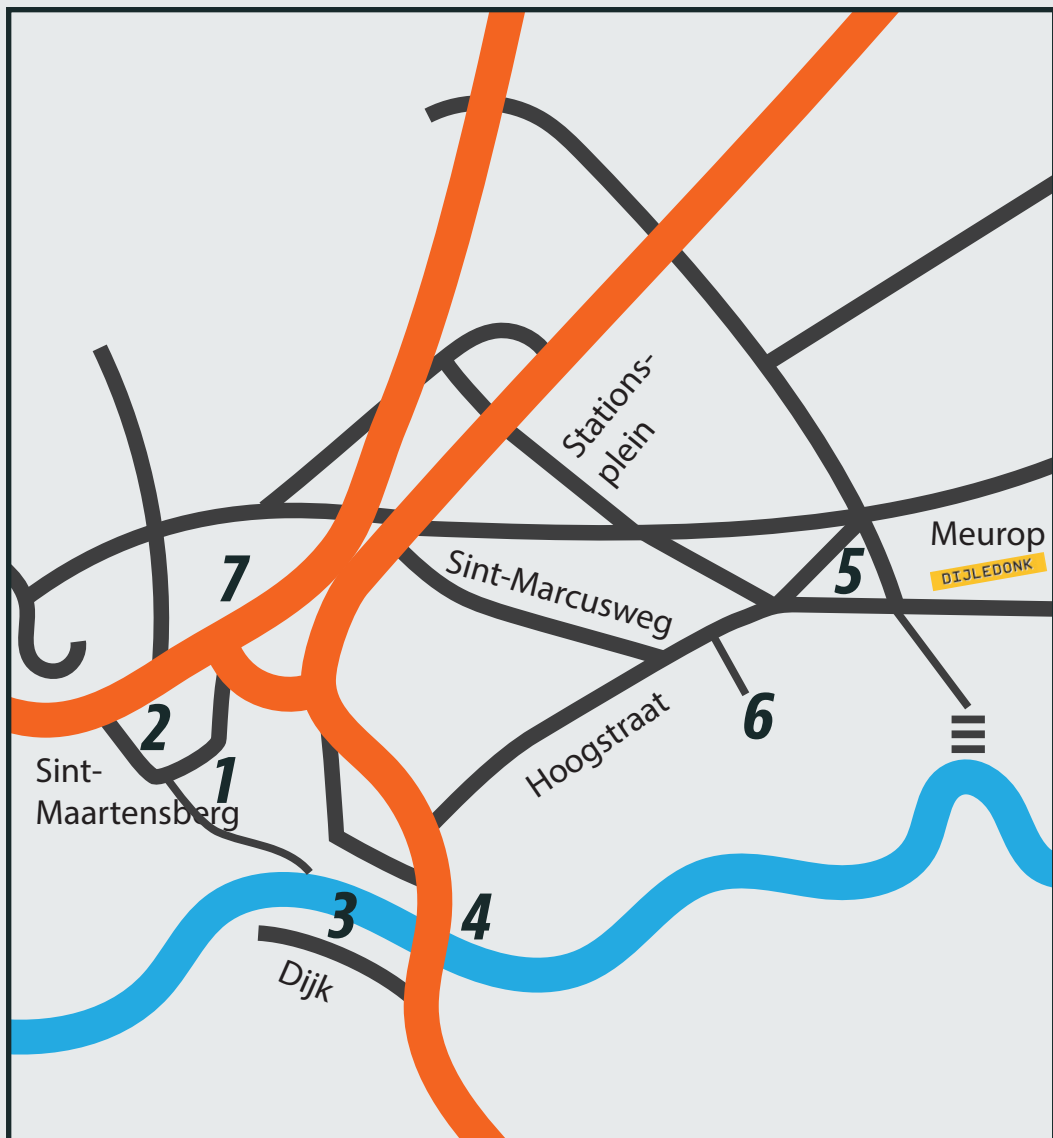 Stations-
plein
Meurop
DIJLEDONK
5
Sint-Marcusweg
7
6
2
Hoogstraat
1
Sint-
Maartensberg
3
4
Dijk